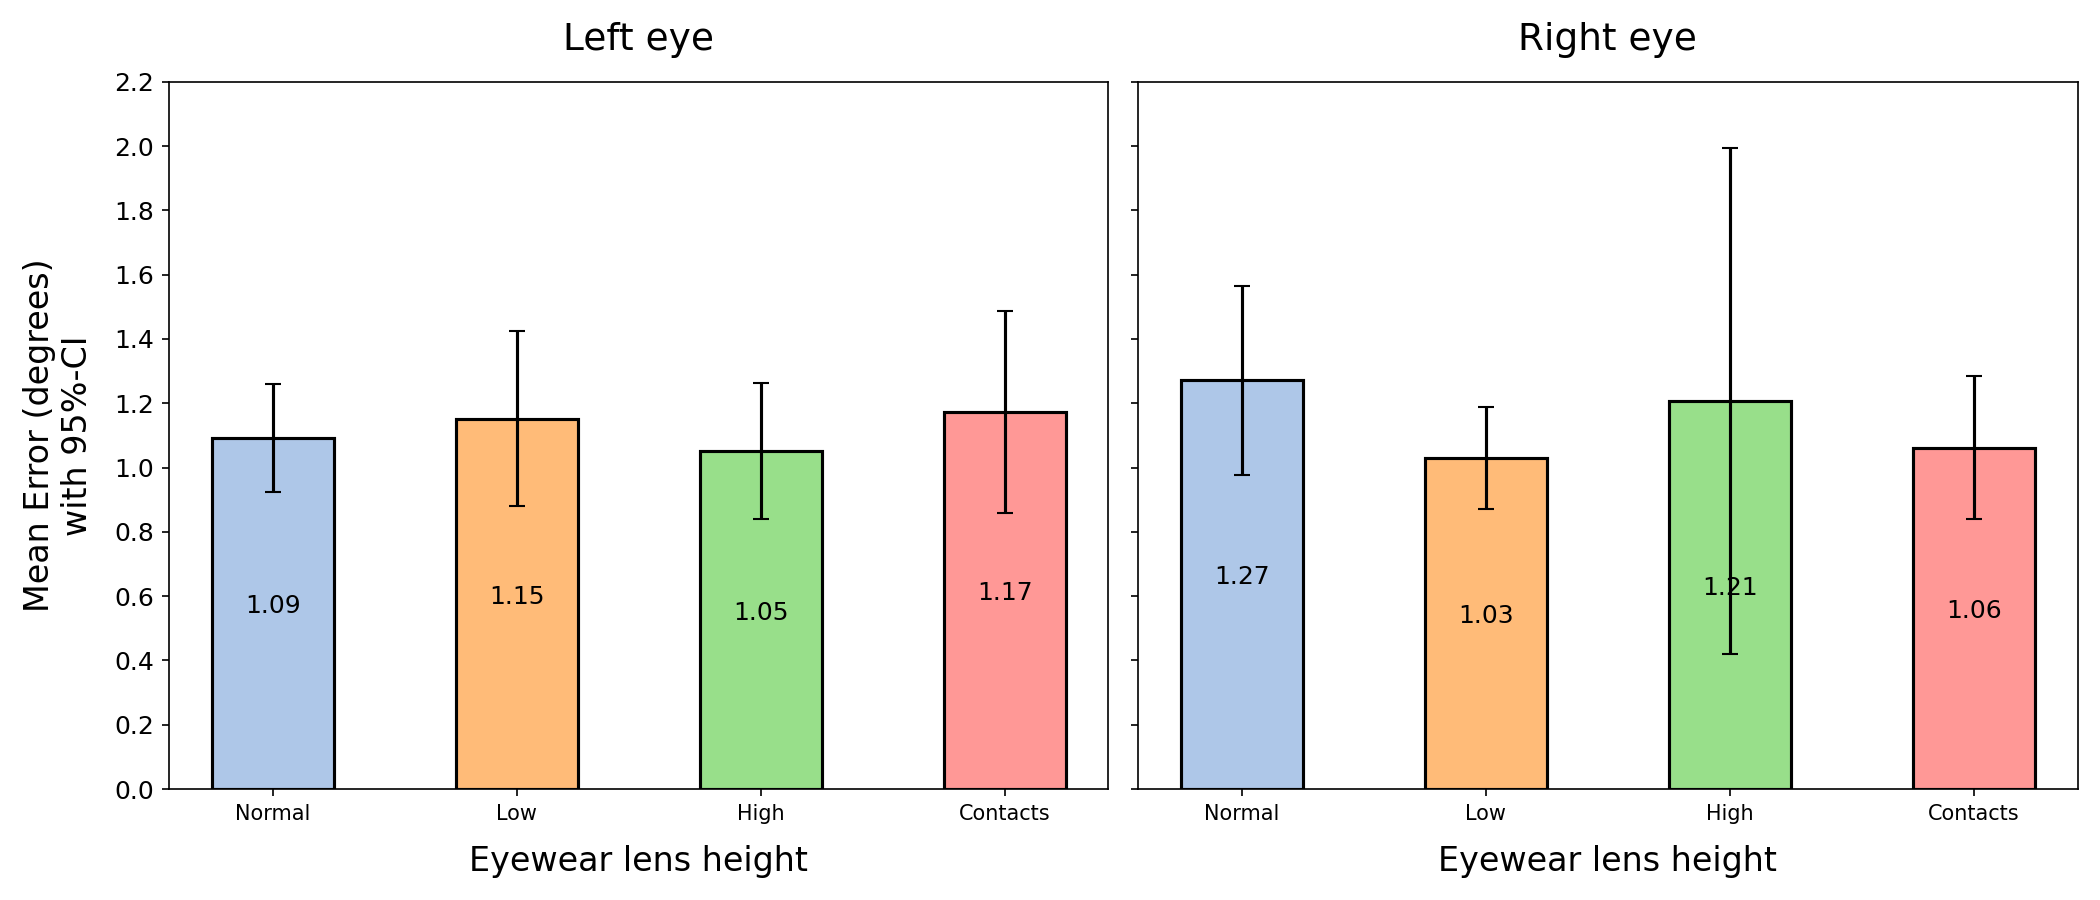 Left eye
Right eye
Mean Error (degrees)
with 95%-CI
2.2
2.0
1.8
1.6
1.4
1.2
1.0
0.8
0.6
0.4
0.2
0.0
1.09
1.15
1.05
1.17
1.27
1.03
1.21
1.06
Normal
Low
High
Contacts
Normal
Low
High
Contacts
Eyewear lens height
Eyewear lens height